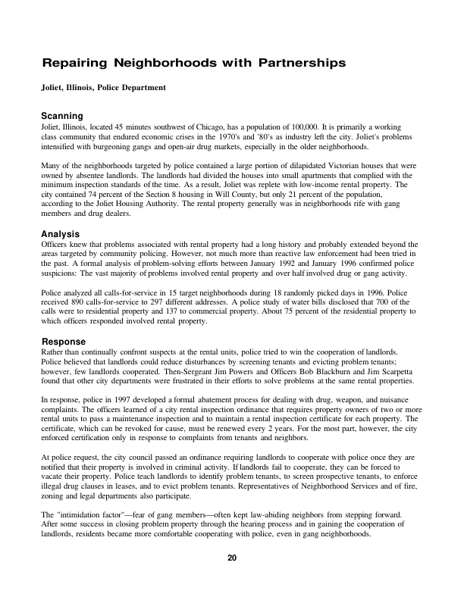 Repairing Neighborhoods with Partnerships
Joliet, Illinois, Police Department
Scanning
Joliet, Illinois, located 45 minutes southwest of Chicago, has a population of 100,000. It is primarily a working
class community that endured economic crises in the 1970's and '80's as industry left the city. Joliet's problems
intensified with burgeoning gangs and open-air drug markets, especially in the older neighborhoods.
Many of the neighborhoods targeted by police contained a large portion of dilapidated Victorian houses that were
owned by absentee landlords. The landlords had divided the houses into small apartments that complied with the
minimum inspection standards of the time. As a result, Joliet was replete with low-income rental property. The
city contained 74 percent of the Section 8 housing in Will County, but only 21 percent of the population,
according to the Joliet Housing Authority. The rental property generally was in neighborhoods rife with gang
members and drug dealers.
Analysis
Officers knew that problems associated with rental property had a long history and probably extended beyond the
areas targeted by community policing. However, not much more than reactive law enforcement had been tried in
the past. A formal analysis of problem-solving efforts between January 1992 and January 1996 confirmed police
suspicions: The vast majority of problems involved rental property and over half involved drug or gang activity.
Police analyzed all calls-for-service in 15 target neighborhoods during 18 randomly picked days in 1996. Police
received 890 calls-for-service to 297 different addresses. A police study of water bills disclosed that 700 of the
calls were to residential property and 137 to commercial property. About 75 percent of the residential property to
which officers responded involved rental property.
Response
Rather than continually confront suspects at the rental units, police tried to win the cooperation of landlords.
Police believed that landlords could reduce disturbances by screening tenants and evicting problem tenants;
however, few landlords cooperated. Then-Sergeant Jim Powers and Officers Bob Blackburn and Jim Scarpetta
found that other city departments were frustrated in their efforts to solve problems at the same rental properties.
In response, police in 1997 developed a formal abatement process for dealing with drug, weapon, and nuisance
complaints. The officers learned of a city rental inspection ordinance that requires property owners of two or more
rental units to pass a maintenance inspection and to maintain a rental inspection certificate for each property. The
certificate, which can be revoked for cause, must be renewed every 2 years. For the most part, however, the city
enforced certification only in response to complaints from tenants and neighbors.
At police request, the city council passed an ordinance requiring landlords to cooperate with police once they are
notified that their property is involved in criminal activity. If landlords fail to cooperate, they can be forced to
vacate their property. Police teach landlords to identify problem tenants, to screen prospective tenants, to enforce
illegal drug clauses in leases, and to evict problem tenants. Representatives of Neighborhood Services and of fire,
zoning and legal departments also participate.
The "intimidation factor"—fear of gang members—often kept law-abiding neighbors from stepping forward.
After some success in closing problem property through the hearing process and in gaining the cooperation of
landlords, residents became more comfortable cooperating with police, even in gang neighborhoods.
20